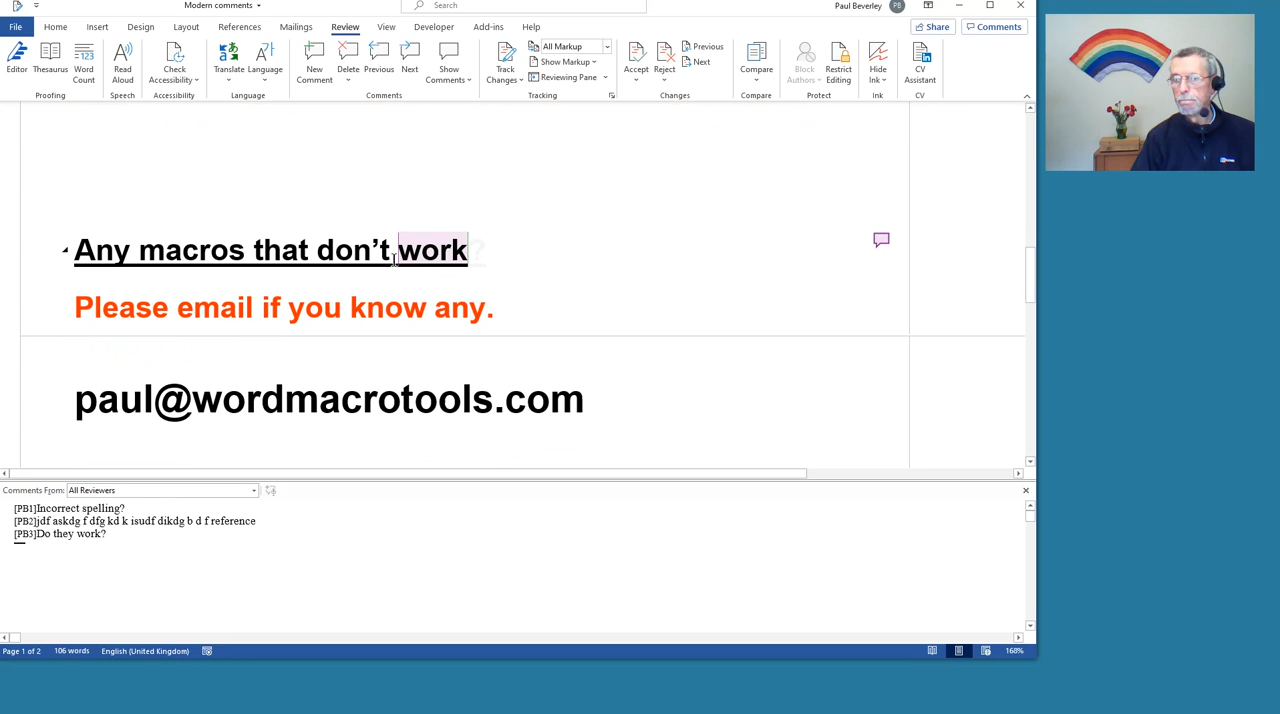 Modern comments
Search
Paul Beverley PB
File Home Insert Draw Design Layout References Mailings Review View Developer Add-ins Help Share Comments
Editor Thesaurus Word Count Read Aloud Check Accessibility Translate Language New Comment Delete Previous Next Show Comments Track Changes All Markup Show Markup Reviewing Pane Accept Reject Previous Next Compare Block Authors Restrict Editing Hide Ink CV Assistant
Proofing Speech Accessibility Language Comments Tracking Changes Compare Protect Ink CV
Any macros that don’t work?
Please email if you know any.
paul@wordmacrotools.com
Comments From: All Reviewers
[PB1]Incorrect spelling?
[PB2]jdf askdg f dfg kd k isudf dikdg b d f reference
[PB3]Do they work?
Page 1 of 2 106 words English (United Kingdom) 168%